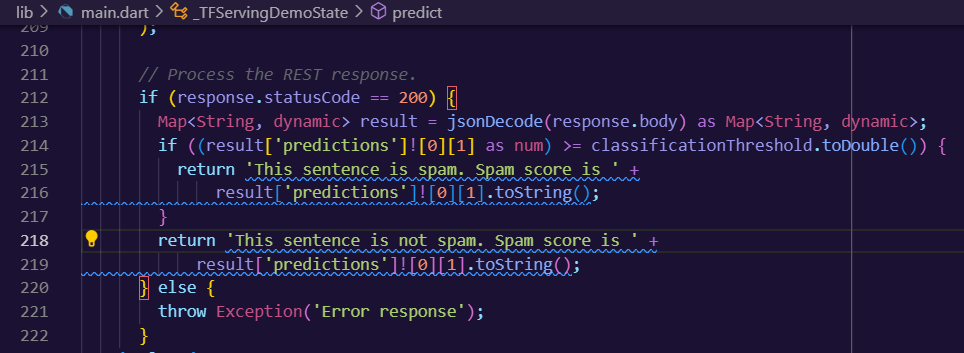 lib > main.dart > _TFServingDemoState > predict
209 );
210
211 // Process the REST response.
212 if (response.statusCode == 200) {
213 Map<String, dynamic> result = jsonDecode(response.body) as Map<String, dynamic>;
214 if ((result['predictions']![0][1] as num) >= classificationThreshold.toDouble()) {
215 return 'This sentence is spam. Spam score is ' +
216 result['predictions']![0][1].toString();
217 }
218 return 'This sentence is not spam. Spam score is ' +
219 result['predictions']![0][1].toString();
220 } else {
221 throw Exception('Error response');
222 }